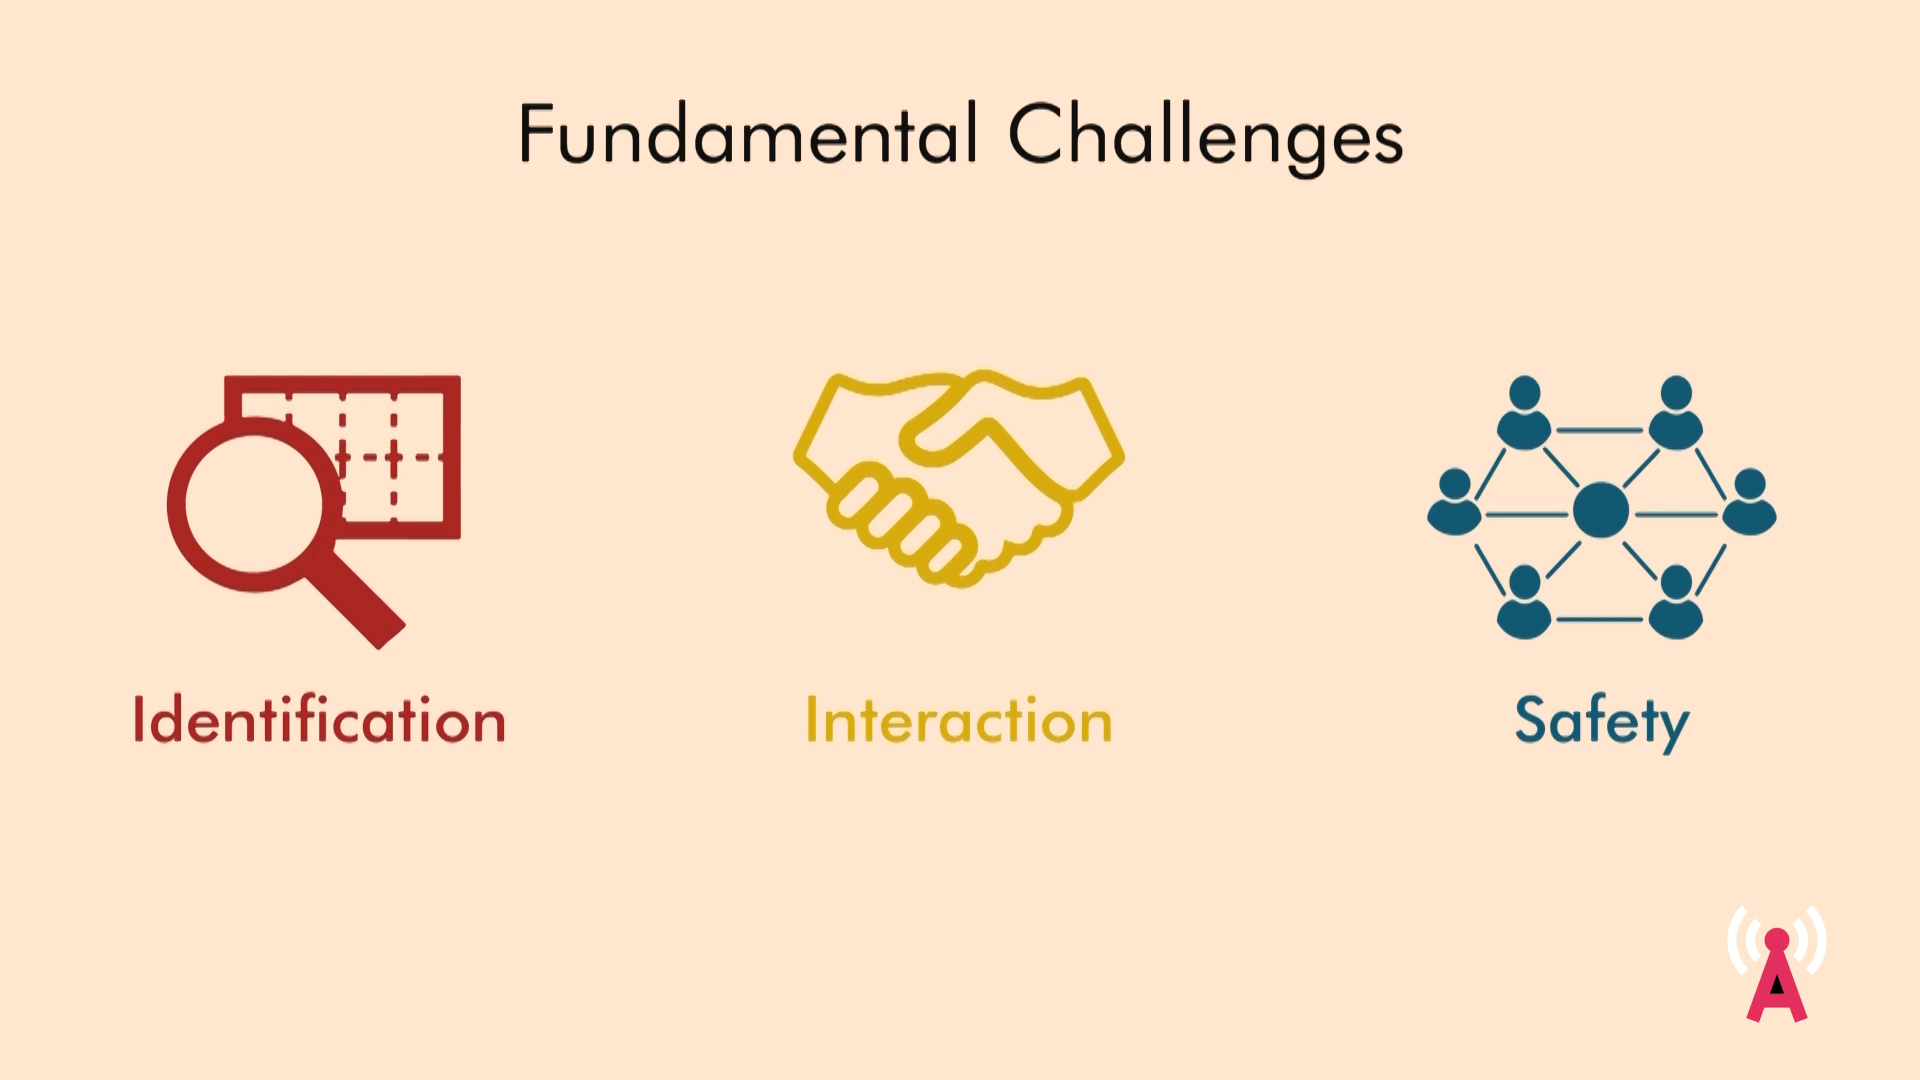 Fundamental Challenges
Identification
Interaction
Safety